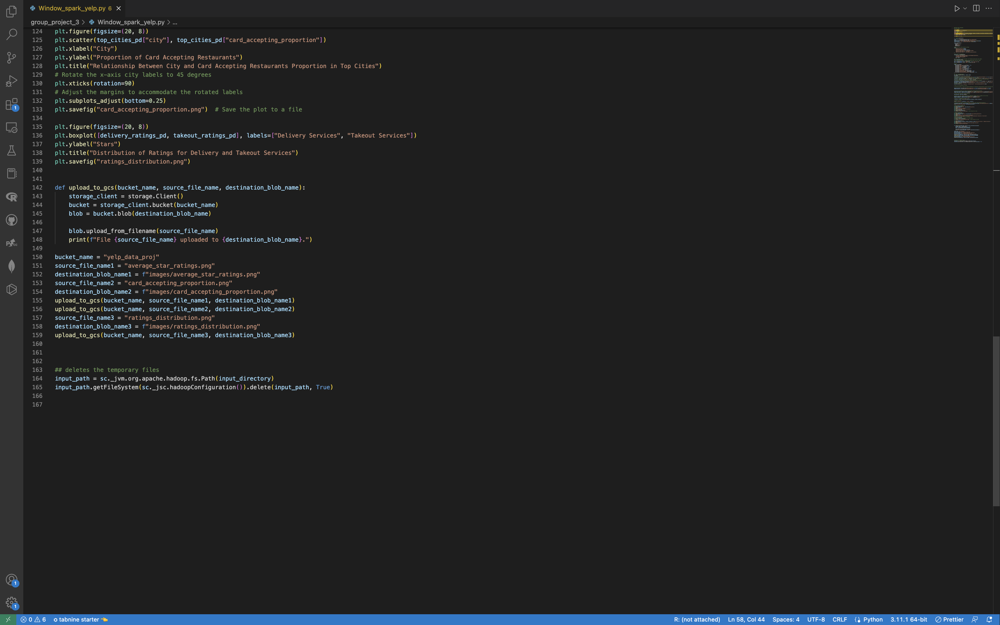 Window_spark_yelp.py 6
group_project_3 > Window_spark_yelp.py > ...
124 plt.figure(figsize=(20, 8))
125 plt.scatter(top_cities_pd["city"], top_cities_pd["card_accepting_proportion"])
126 plt.xlabel("City")
127 plt.ylabel("Proportion of Card Accepting Restaurants")
128 plt.title("Relationship Between City and Card Accepting Restaurants Proportion in Top Cities")
129 # Rotate the x-axis city labels to 45 degrees
130 plt.xticks(rotation=90)
131 # Adjust the margins to accommodate the rotated labels
132 plt.subplots_adjust(bottom=0.25)
133 plt.savefig("card_accepting_proportion.png")  # Save the plot to a file
134
135 plt.figure(figsize=(20, 8))
136 plt.boxplot([delivery_ratings_pd, takeout_ratings_pd], labels=["Delivery Services", "Takeout Services"])
137 plt.ylabel("Stars")
138 plt.title("Distribution of Ratings for Delivery and Takeout Services")
139 plt.savefig("ratings_distribution.png")
140
141
142 def upload_to_gcs(bucket_name, source_file_name, destination_blob_name):
143     storage_client = storage.Client()
144     bucket = storage_client.bucket(bucket_name)
145     blob = bucket.blob(destination_blob_name)
146
147     blob.upload_from_filename(source_file_name)
148     print(f"File {source_file_name} uploaded to {destination_blob_name}.")
149
150 bucket_name = "yelp_data_proj"
151 source_file_name1 = "average_star_ratings.png"
152 destination_blob_name1 = f"images/average_star_ratings.png"
153 source_file_name2 = "card_accepting_proportion.png"
154 destination_blob_name2 = f"images/card_accepting_proportion.png"
155 upload_to_gcs(bucket_name, source_file_name1, destination_blob_name1)
156 upload_to_gcs(bucket_name, source_file_name2, destination_blob_name2)
157 source_file_name3 = "ratings_distribution.png"
158 destination_blob_name3 = f"images/ratings_distribution.png"
159 upload_to_gcs(bucket_name, source_file_name3, destination_blob_name3)
160
161
162
163 ## deletes the temporary files
164 input_path = sc._jvm.org.apache.hadoop.fs.Path(input_directory)
165 input_path.getFileSystem(sc._jsc.hadoopConfiguration()).delete(input_path, True)
166
167
1
R
cc
1
1
0 6 tabnine starter R: (not attached) Ln 58, Col 44 Spaces: 4 UTF-8 CRLF Python 3.11.1 64-bit Prettier